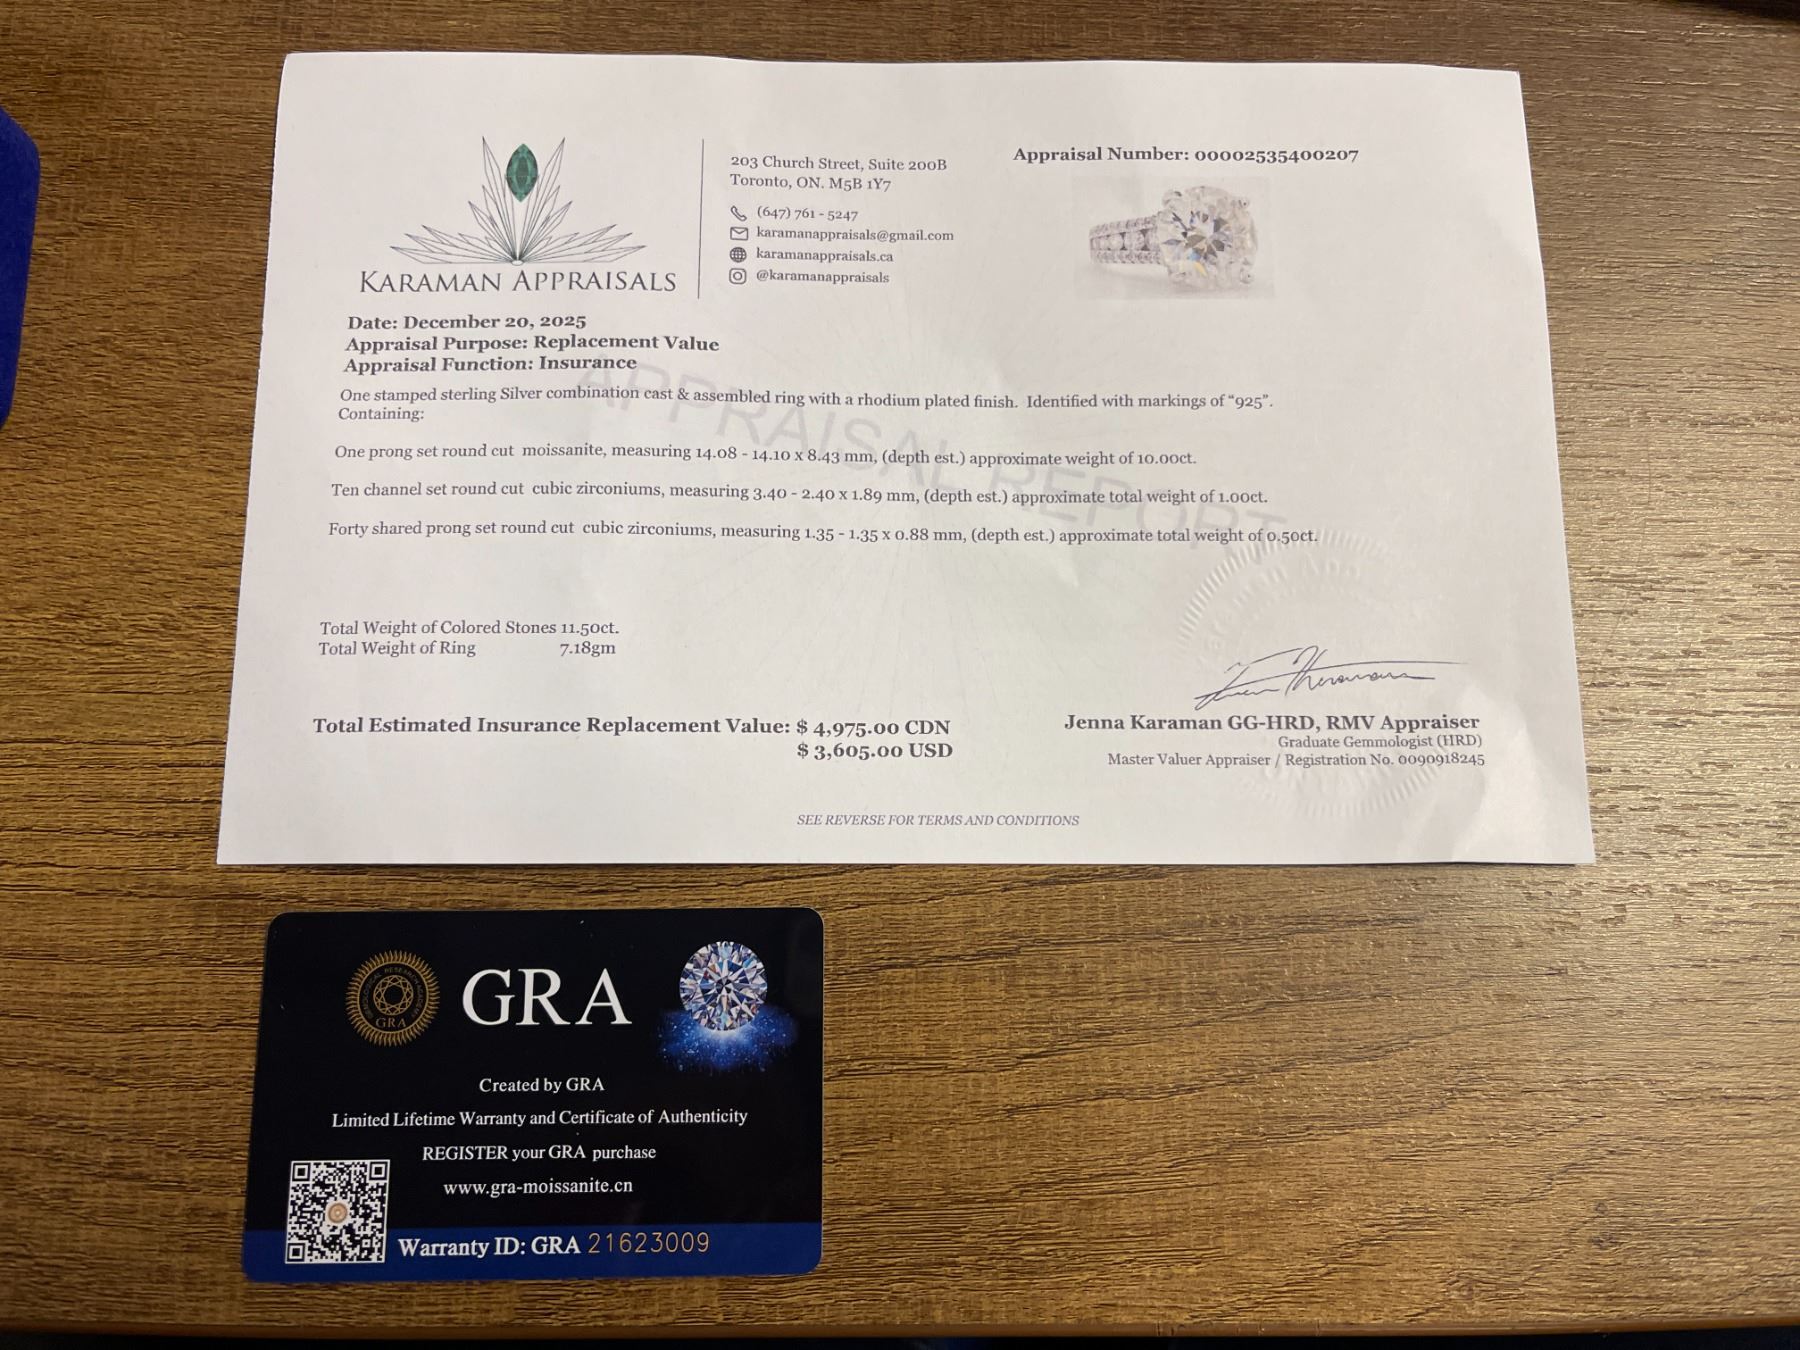 KARAMAN APPRAISALS
203 Church Street, Suite 200B
Toronto, ON. M5B 1Y7
(647) 761 - 5247
karamanappraisals@gmail.com
karamanappraisals.ca
@karamanappraisals
Appraisal Number: 00002535400207
Date: December 20, 2025
Appraisal Purpose: Replacement Value
Appraisal Function: Insurance
APPRAISAL REPORT
One stamped sterling Silver combination cast & assembled ring with a rhodium plated finish. Identified with markings of “925”.
Containing:
One prong set round cut moissanite, measuring 14.08 - 14.10 x 8.43 mm, (depth est.) approximate weight of 10.00ct.
Ten channel set round cut cubic zirconiums, measuring 3.40 - 2.40 x 1.89 mm, (depth est.) approximate total weight of 1.00ct.
Forty shared prong set round cut cubic zirconiums, measuring 1.35 - 1.35 x 0.88 mm, (depth est.) approximate total weight of 0.50ct.
Total Weight of Colored Stones 11.50ct.
Total Weight of Ring 7.18gm
Total Estimated Insurance Replacement Value: $ 4,975.00 CDN
$ 3,605.00 USD
Jenna Karaman GG-HRD, RMV Appraiser
Graduate Gemmologist (HRD)
Master Valuer Appraiser / Registration No. 0090918245
SEE REVERSE FOR TERMS AND CONDITIONS
GRA
GRA
Created by GRA
Limited Lifetime Warranty and Certificate of Authenticity
REGISTER your GRA purchase
www.gra-moissanite.cn
Warranty ID: GRA 21623009